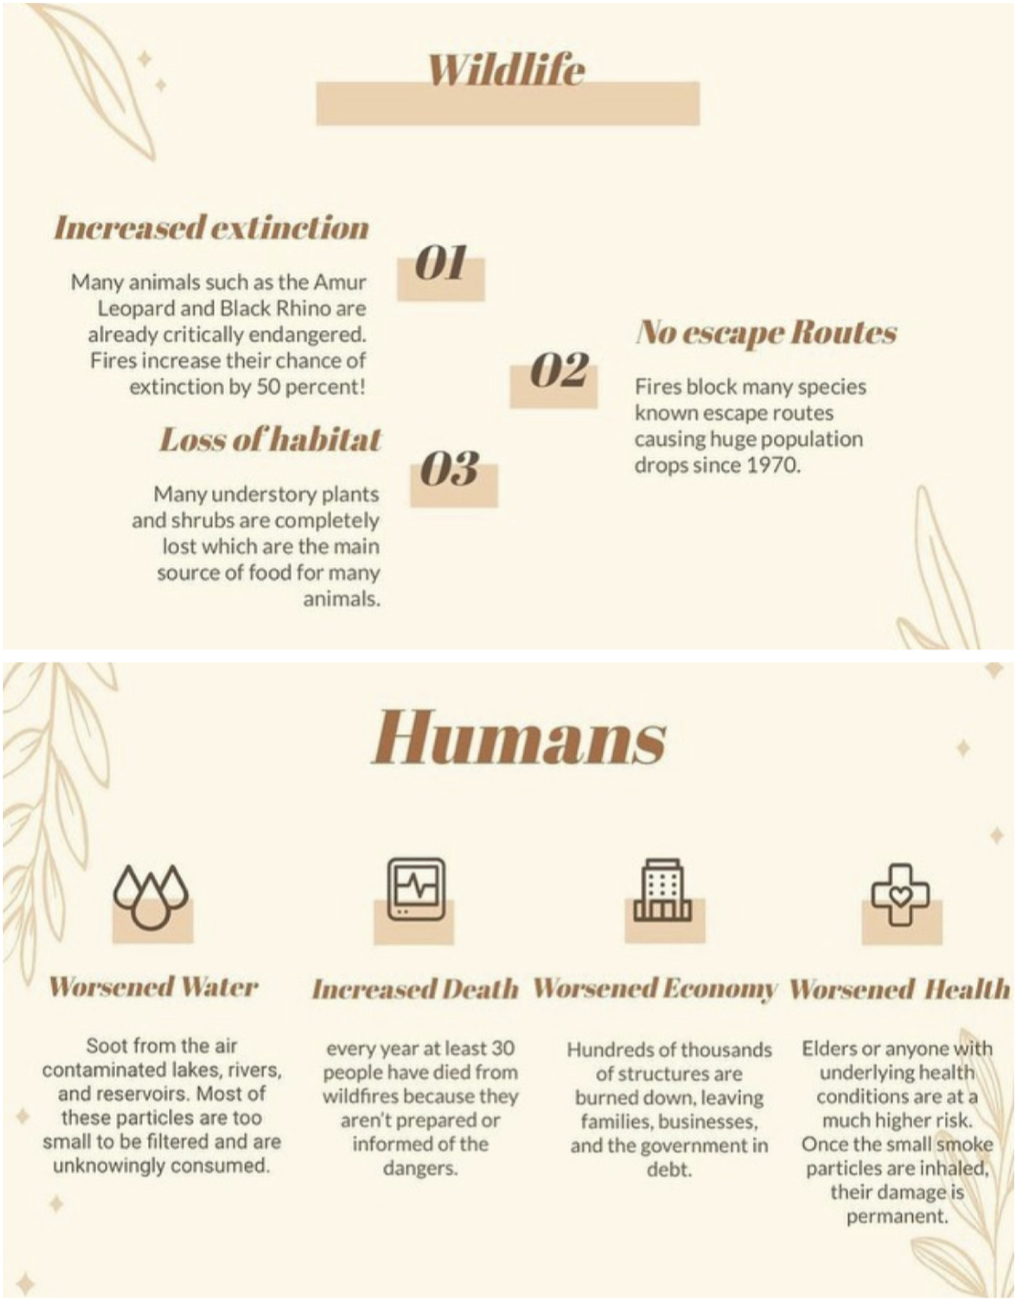 Wildlife
Increased extinction
01
Many animals such as the Amur
Leopard and Black Rhino are
already critically endangered.
Fires increase their chance of
extinction by 50 percent!
02
No escape Routes
Fires block many species
known escape routes
causing huge population
drops since 1970.
Loss of habitat
03
Many understory plants
and shrubs are completely
lost which are the main
source of food for many
animals.
Humans
Worsened Water
Soot from the air
contaminated lakes, rivers,
and reservoirs. Most of
these particles are too
small to be filtered and are
unknowingly consumed.
Increased Death
every year at least 30
people have died from
wildfires because they
aren't prepared or
informed of the
dangers.
Worsened Economy
Hundreds of thousands
of structures are
burned down, leaving
families, businesses,
and the government in
debt.
Worsened Health
Elders or anyone with
underlying health
conditions are at a
much higher risk.
Once the small smoke
particles are inhaled,
their damage is
permanent.